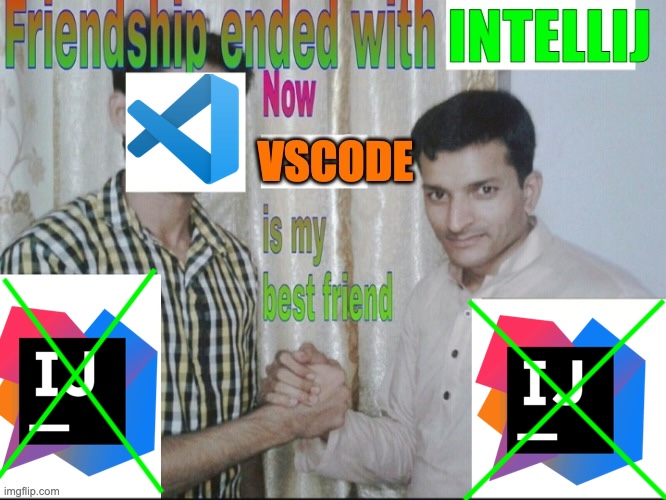 Friendship ended with INTELLIJ
Now
VSCODE
is my
best friend
IJ
IJ
imgflip.com